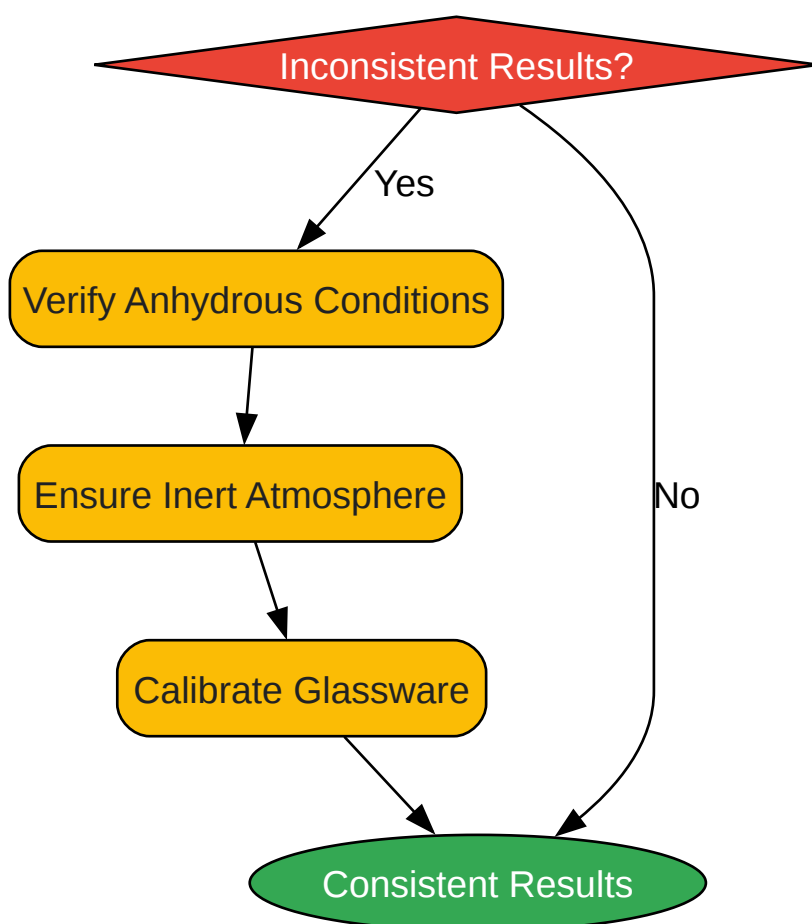 Inconsistent Results?
Yes
Verify Anhydrous Conditions
Ensure Inert Atmosphere
No
Calibrate Glassware
Consistent Results